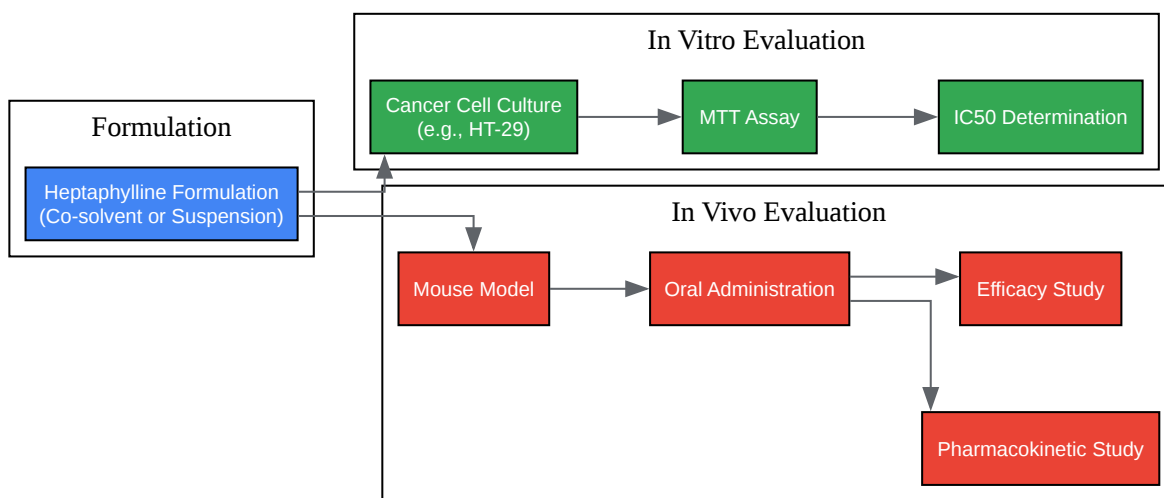 Formulation
Heptaphylline Formulation
(Co-solvent or Suspension)
In Vitro Evaluation
Cancer Cell Culture
(e.g., HT-29)
MTT Assay
IC50 Determination
In Vivo Evaluation
Mouse Model
Oral Administration
Efficacy Study
Pharmacokinetic Study